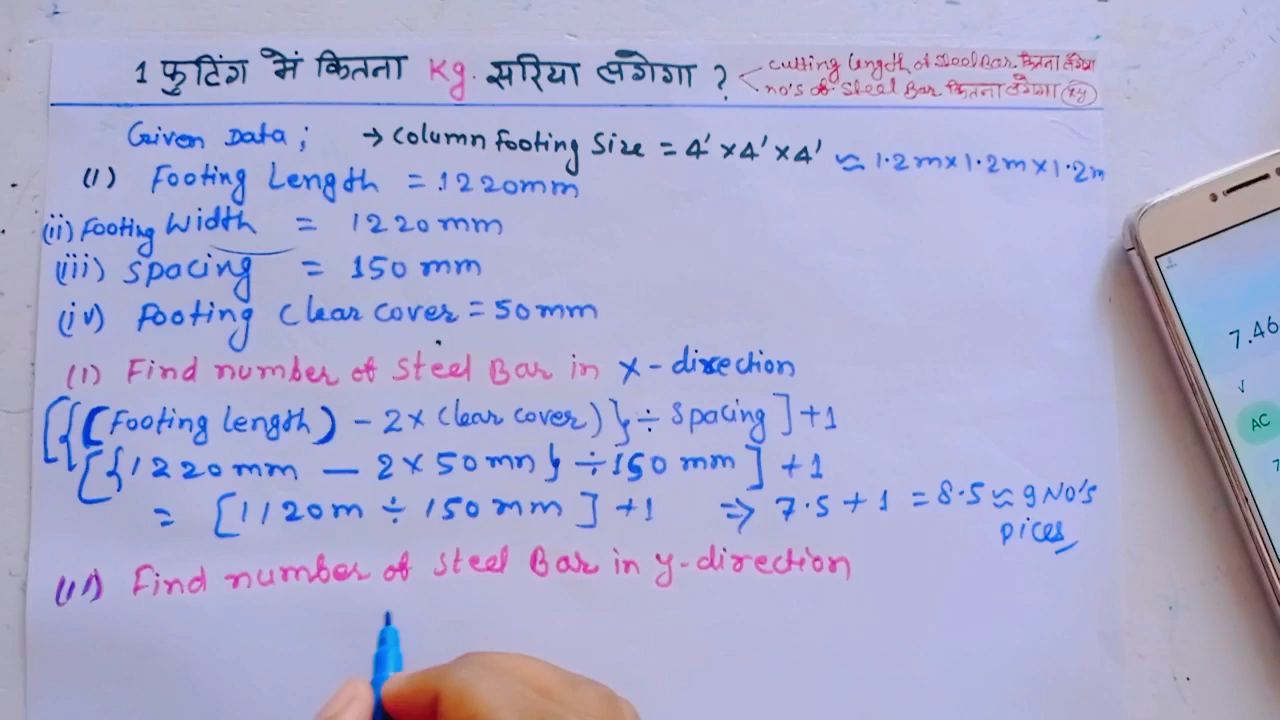 1 फुटिंग में कितना Kg. सरिया लगेगा ?
cutting length of steel Bar कितना होगा
no's of steel Bar कितना लगेगा (Kg)
Given Data ; → Column Footing Size = 4' × 4' × 4' ≈ 1.2m × 1.2m × 1.2m
(i) Footing Length = 1220mm
(ii) Footing Width = 1220 mm
(iii) Spacing = 150 mm
(iv) Footing Clear Cover = 50mm
(i) Find number of Steel Bar in X-direction
[{(Footing length) - 2 × clear cover)} ÷ Spacing ] + 1
[{1220 mm - 2 × 50 mm} ÷ 150 mm ] + 1
= [1120m ÷ 150 mm ] + 1 ⇒ 7.5 + 1 = 8.5 ≈ 9 No's
pices
(ii) Find number of Steel Bar in y-direction
7.46
√
AC
7